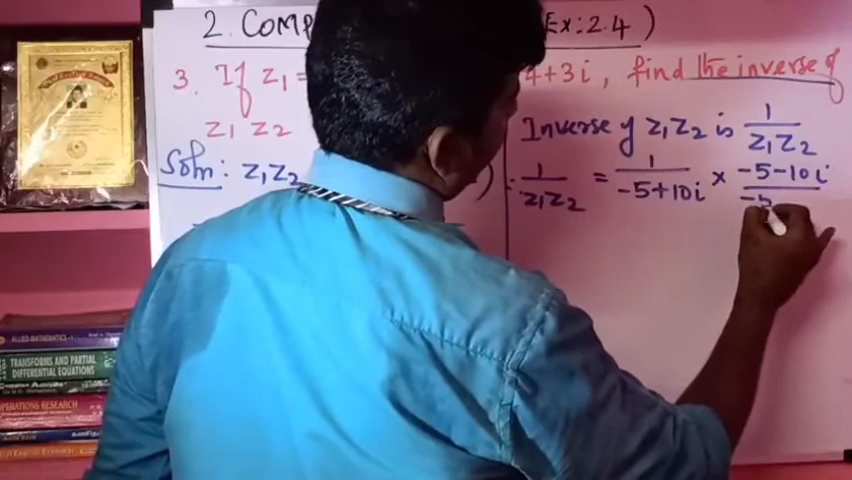 2. COMP Ex: 2.4 )
3. If z₁ = 4+3i , find the inverse of
z₁ z₂
Inverse of z₁z₂ is 1/z₁z₂
Soln : z₁z₂ )
∴ 1/z₁z₂ = 1/-5+10i × -5-10i/-5
ALLIED MATHEMATICS - I
TRANSFORMS AND PARTIAL
DIFFERENTIAL EQUATIONS
OPERATIONS RESEARCH